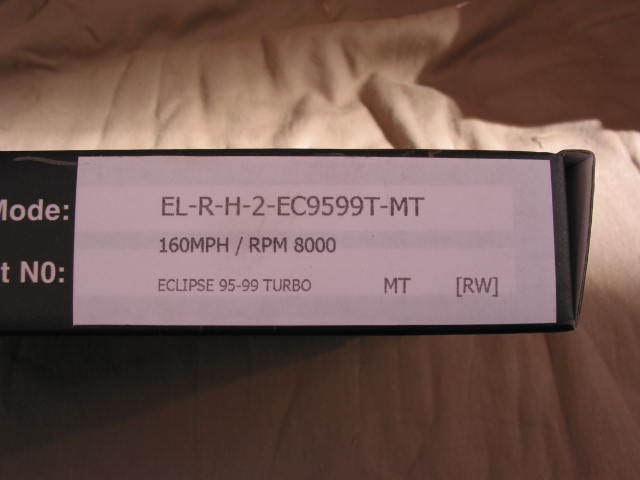 Mode: EL-R-H-2-EC9599T-MT
160MPH / RPM 8000
t N0: ECLIPSE 95-99 TURBO MT [RW]